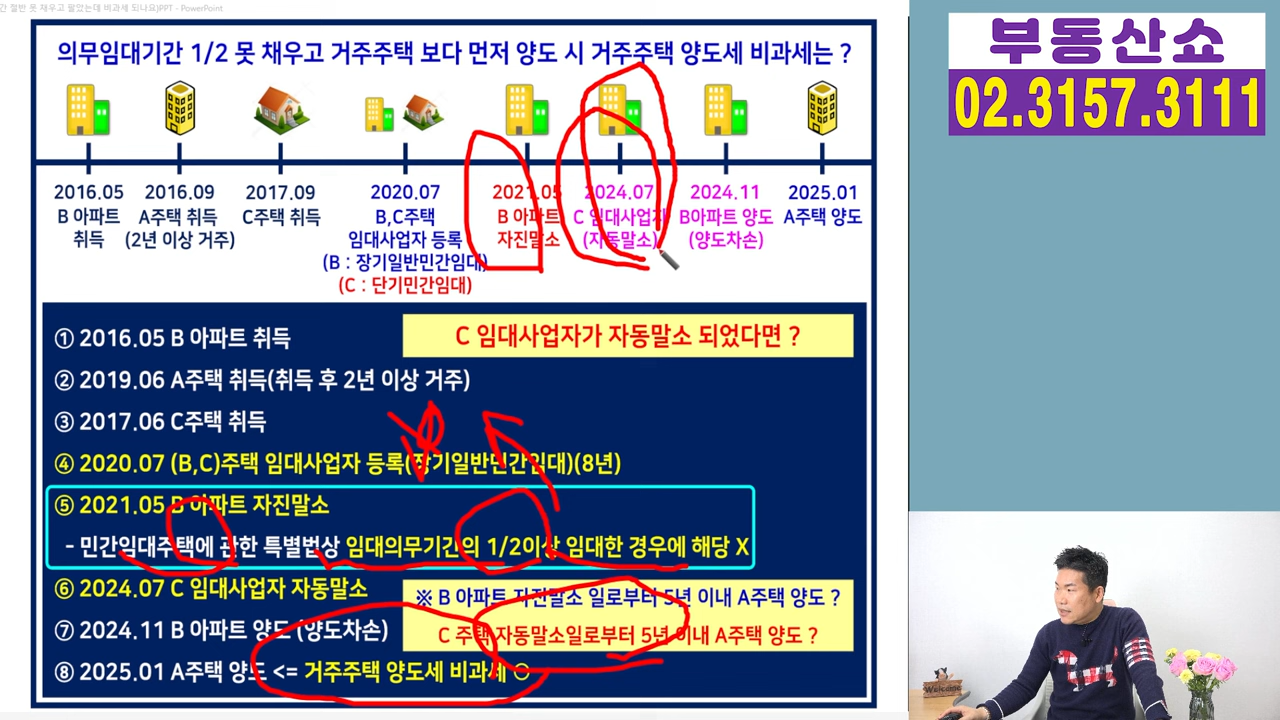 간 절반 못 채우고 팔았는데 비과세 되나요)PPT - PowerPoint
부동산쇼
02.3157.3111
의무임대기간 1/2 못 채우고 거주주택 보다 먼저 양도 시 거주주택 양도세 비과세는 ?
2016.05
B 아파트
취득
2016.09
A주택 취득
(2년 이상 거주)
2017.09
C주택 취득
2020.07
B,C주택
임대사업자 등록
(B : 장기일반민간임대)
(C : 단기민간임대)
2021.05
B 아파트
자진말소
2024.07
C 임대사업자
(자동말소)
2024.11
B아파트 양도
(양도차손)
2025.01
A주택 양도
① 2016.05 B 아파트 취득
C 임대사업자가 자동말소 되었다면 ?
② 2019.06 A주택 취득(취득 후 2년 이상 거주)
③ 2017.06 C주택 취득
④ 2020.07 (B,C)주택 임대사업자 등록(장기일반민간임대)(8년)
⑤ 2021.05 B 아파트 자진말소
- 민간임대주택에 관한 특별법상 임대의무기간의 1/2이상 임대한 경우에 해당 X
⑥ 2024.07 C 임대사업자 자동말소
※ B 아파트 자진말소 일로부터 5년 이내 A주택 양도 ?
C 주택 자동말소일로부터 5년 이내 A주택 양도 ?
⑦ 2024.11 B 아파트 양도 (양도차손)
⑧ 2025.01 A주택 양도 <= 거주주택 양도세 비과세 O
Welcome